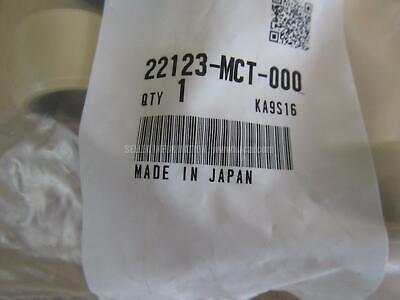 22123-MCT-000
QTY 1 KA9S16
MADE IN JAPAN